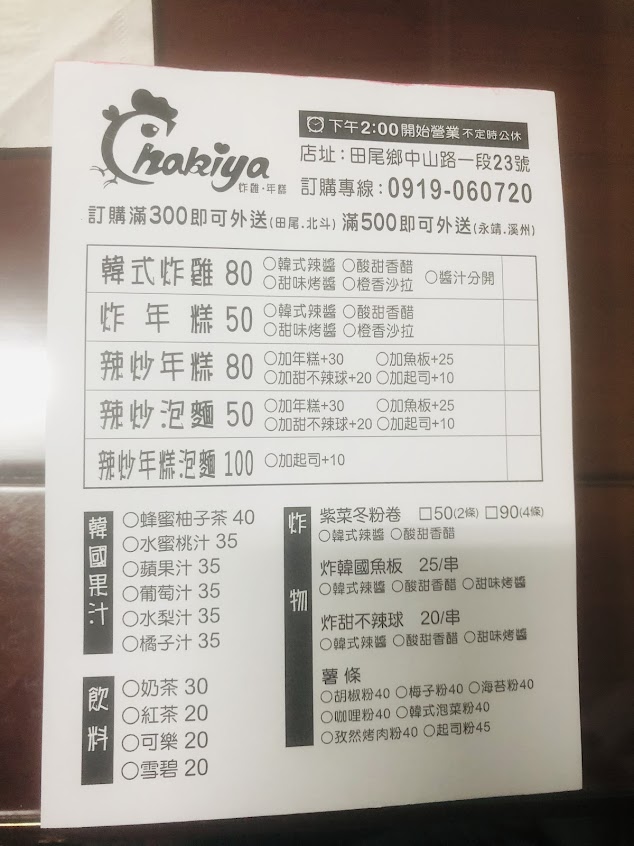 Chakiya
炸雞·年糕
下午2:00開始營業 不定時公休
店址：田尾鄉中山路一段23號
訂購專線：0919-060720
訂購滿300即可外送(田尾.北斗) 滿500即可外送(永靖.溪州)
韓式炸雞 80 ○韓式辣醬 ○酸甜香醋 ○醬汁分開
○甜味烤醬 ○橙香沙拉
炸年糕 50 ○韓式辣醬 ○酸甜香醋
○甜味烤醬 ○橙香沙拉
辣炒年糕 80 ○加年糕+30 ○加魚板+25
○加甜不辣球+20 ○加起司+10
辣炒泡麵 50 ○加年糕+30 ○加魚板+25
○加甜不辣球+20 ○加起司+10
辣炒年糕泡麵 100 ○加起司+10
韓國果汁
○蜂蜜柚子茶 40
○水蜜桃汁 35
○蘋果汁 35
○葡萄汁 35
○水梨汁 35
○橘子汁 35
飲料
○奶茶 30
○紅茶 20
○可樂 20
○雪碧 20
炸物
紫菜冬粉卷 □50(2條) □90(4條)
○韓式辣醬 ○酸甜香醋
炸韓國魚板 25/串
○韓式辣醬 ○酸甜香醋 ○甜味烤醬
炸甜不辣球 20/串
○韓式辣醬 ○酸甜香醋 ○甜味烤醬
薯條
○胡椒粉40 ○梅子粉40 ○海苔粉40
○咖哩粉40 ○韓式泡菜粉40
○孜然烤肉粉40 ○起司粉45